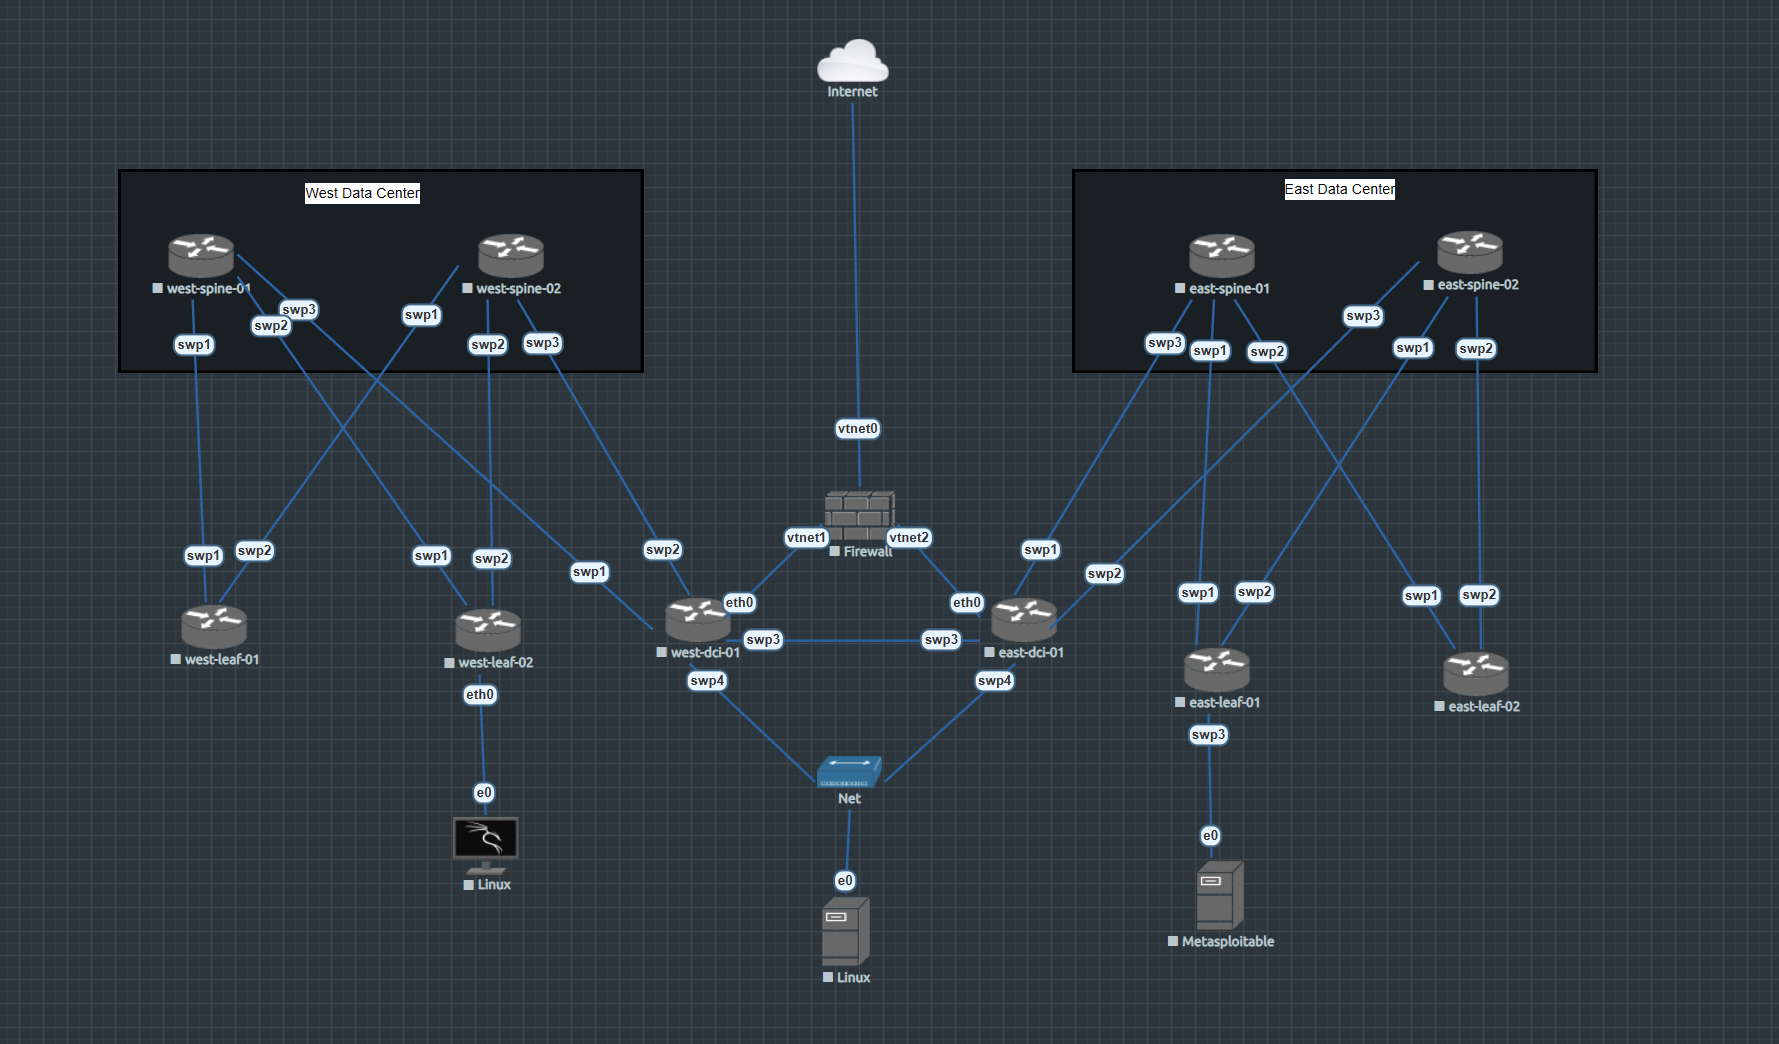 Internet
West Data Center
East Data Center
west-spine-01
west-spine-02
east-spine-01
east-spine-02
swp3
swp2
swp1
swp1
swp2
swp3
swp3
swp1
swp2
swp3
swp1
swp2
vtnet0
vtnet1
vtnet2
Firewall
swp1
swp2
swp1
swp2
swp1
swp2
swp1
swp2
swp1
swp2
swp1
swp2
eth0
eth0
swp3
swp3
west-leaf-01
west-leaf-02
west-dci-01
east-dci-01
east-leaf-01
east-leaf-02
eth0
swp4
swp4
swp3
e0
Net
e0
e0
Linux
Linux
Metasploitable